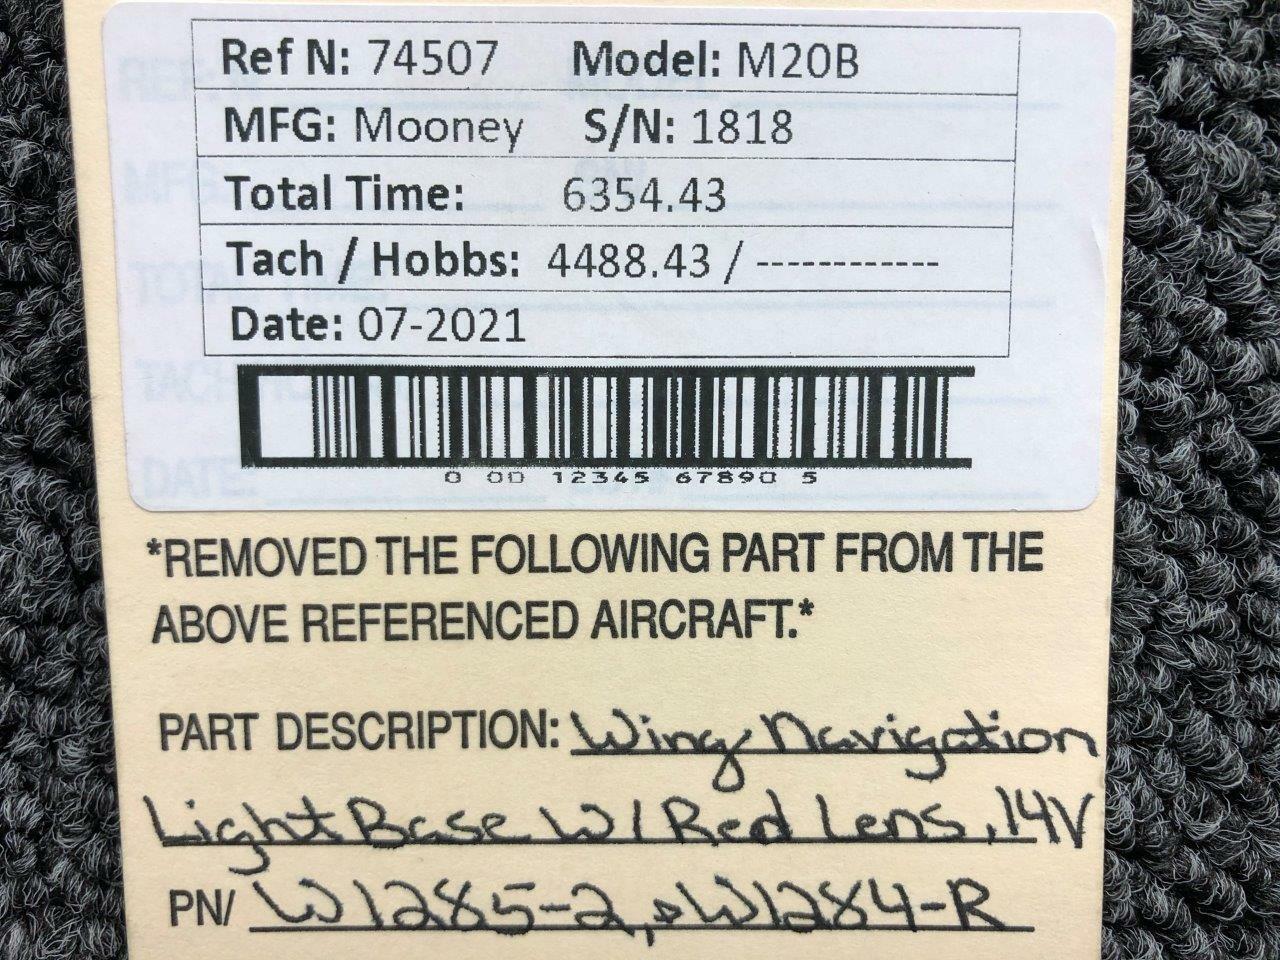 Ref N: 74507 Model: M20B
MFG: Mooney S/N: 1818
Total Time: 6354.43
Tach / Hobbs: 4488.43 / ------------
Date: 07-2021
0 00 12345 67890 5
*REMOVED THE FOLLOWING PART FROM THE
ABOVE REFERENCED AIRCRAFT.*
PART DESCRIPTION: Wing Navigation
Light Base W/ Red Lens, 14V
PN/ W1285-2, W1284-R